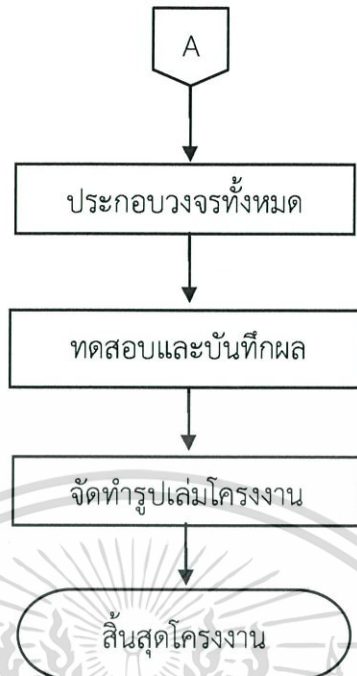 A
ประกอบวงจรทั้งหมด
ทดสอบและบันทึกผล
จัดทำรูปเล่มโครงงาน
สิ้นสุดโครงงาน